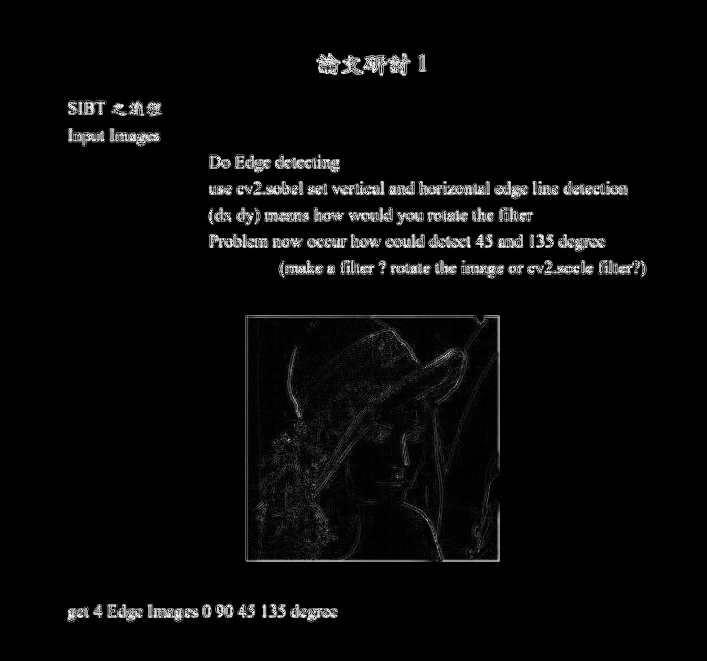 論文研討 1
SIBT 之流程
Input Images
Do Edge detecting
use cv2.sobel set vertical and horizontal edge line detection
(dx dy) means how would you rotate the filter
Problem now occur how could detect 45 and 135 degree
(make a filter ? rotate the image or cv2.socle filter?)
get 4 Edge Images 0 90 45 135 degree